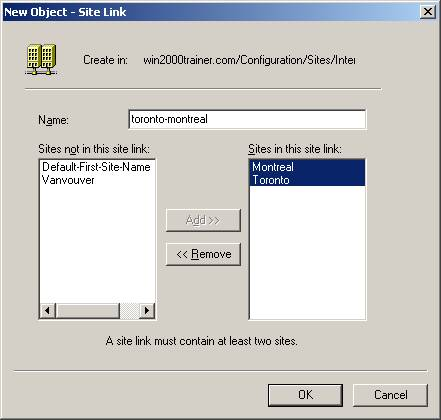 New Object - Site Link
Create in: win2000trainer.com/Configuration/Sites/Inter
Name: toronto-montreal
Sites not in this site link: Sites in this site link:
Default-First-Site-Name Montreal
Vanvouver Toronto
Add >>
<< Remove
A site link must contain at least two sites.
OK Cancel